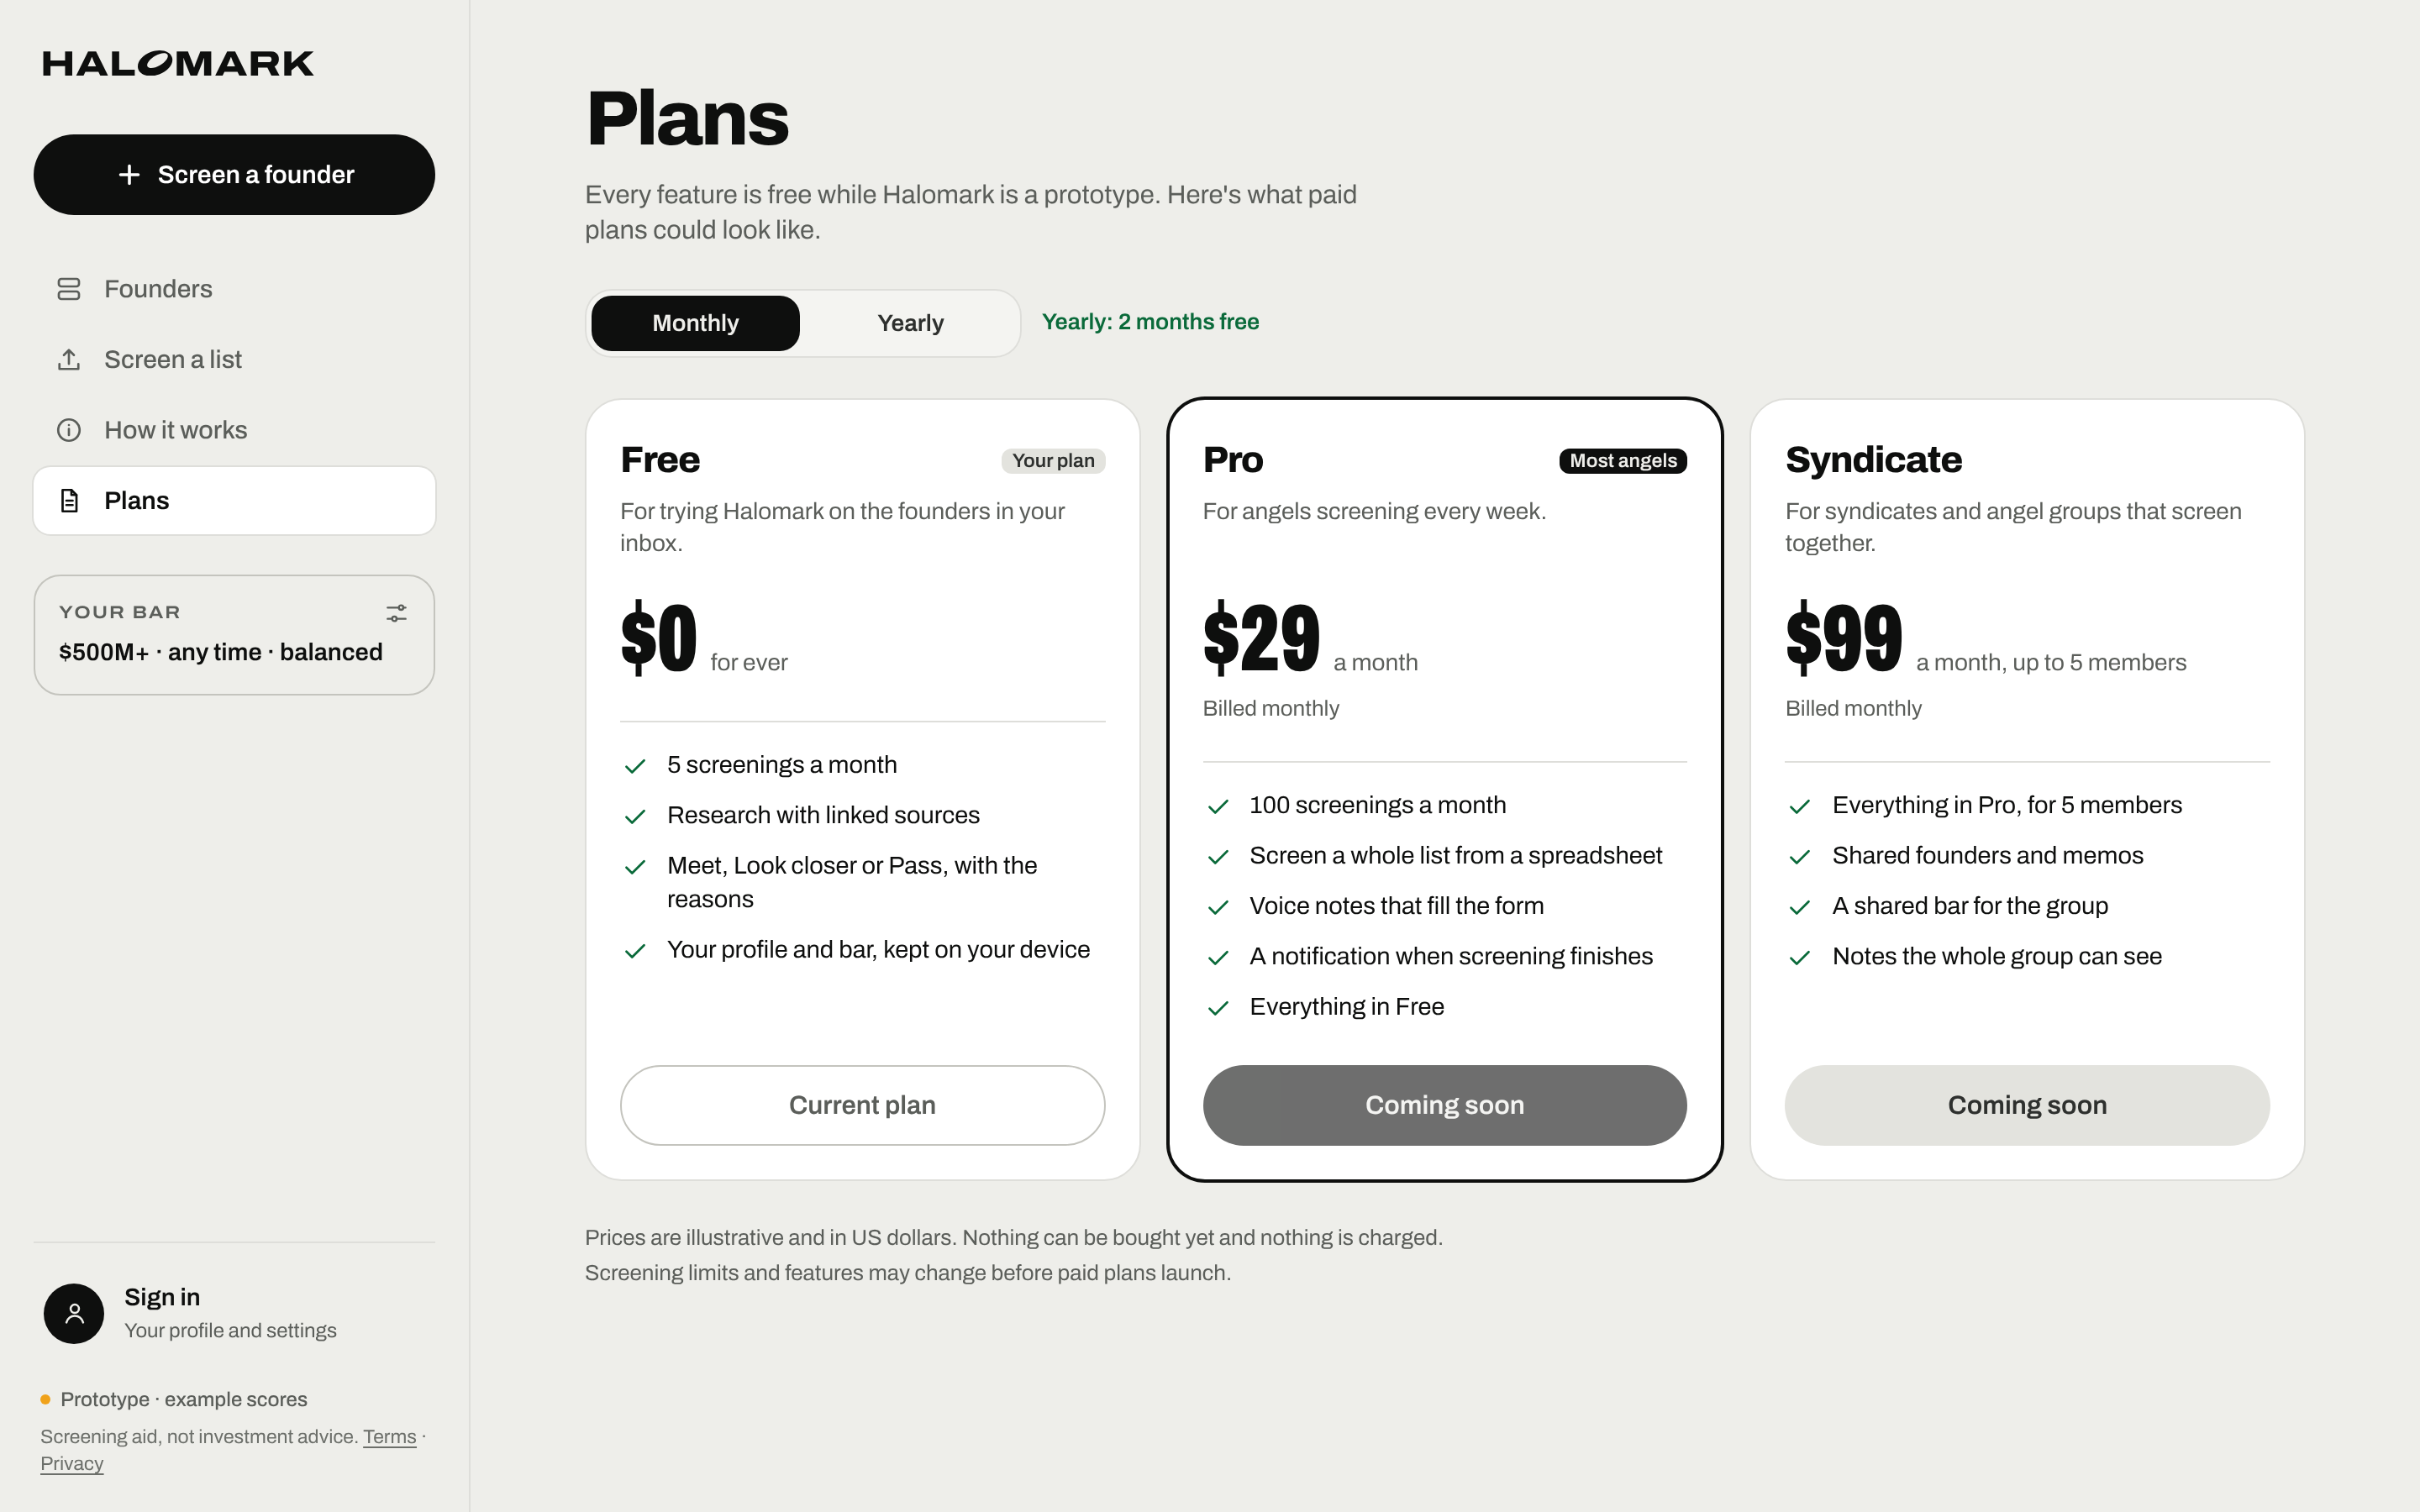 HALOMARK
Screen a founder
Founders
Screen a list
How it works
Plans
YOUR BAR
$500M+ · any time · balanced
Sign in
Your profile and settings
Prototype · example scores
Screening aid, not investment advice. Terms ·
Privacy
Plans
Every feature is free while Halomark is a prototype. Here's what paid
plans could look like.
Monthly
Yearly
Yearly: 2 months free
Free
Your plan
For trying Halomark on the founders in your
inbox.
$0 for ever
5 screenings a month
Research with linked sources
Meet, Look closer or Pass, with the
reasons
Your profile and bar, kept on your device
Current plan
Pro
Most angels
For angels screening every week.
$29 a month
Billed monthly
100 screenings a month
Screen a whole list from a spreadsheet
Voice notes that fill the form
A notification when screening finishes
Everything in Free
Coming soon
Syndicate
For syndicates and angel groups that screen
together.
$99 a month, up to 5 members
Billed monthly
Everything in Pro, for 5 members
Shared founders and memos
A shared bar for the group
Notes the whole group can see
Coming soon
Prices are illustrative and in US dollars. Nothing can be bought yet and nothing is charged.
Screening limits and features may change before paid plans launch.